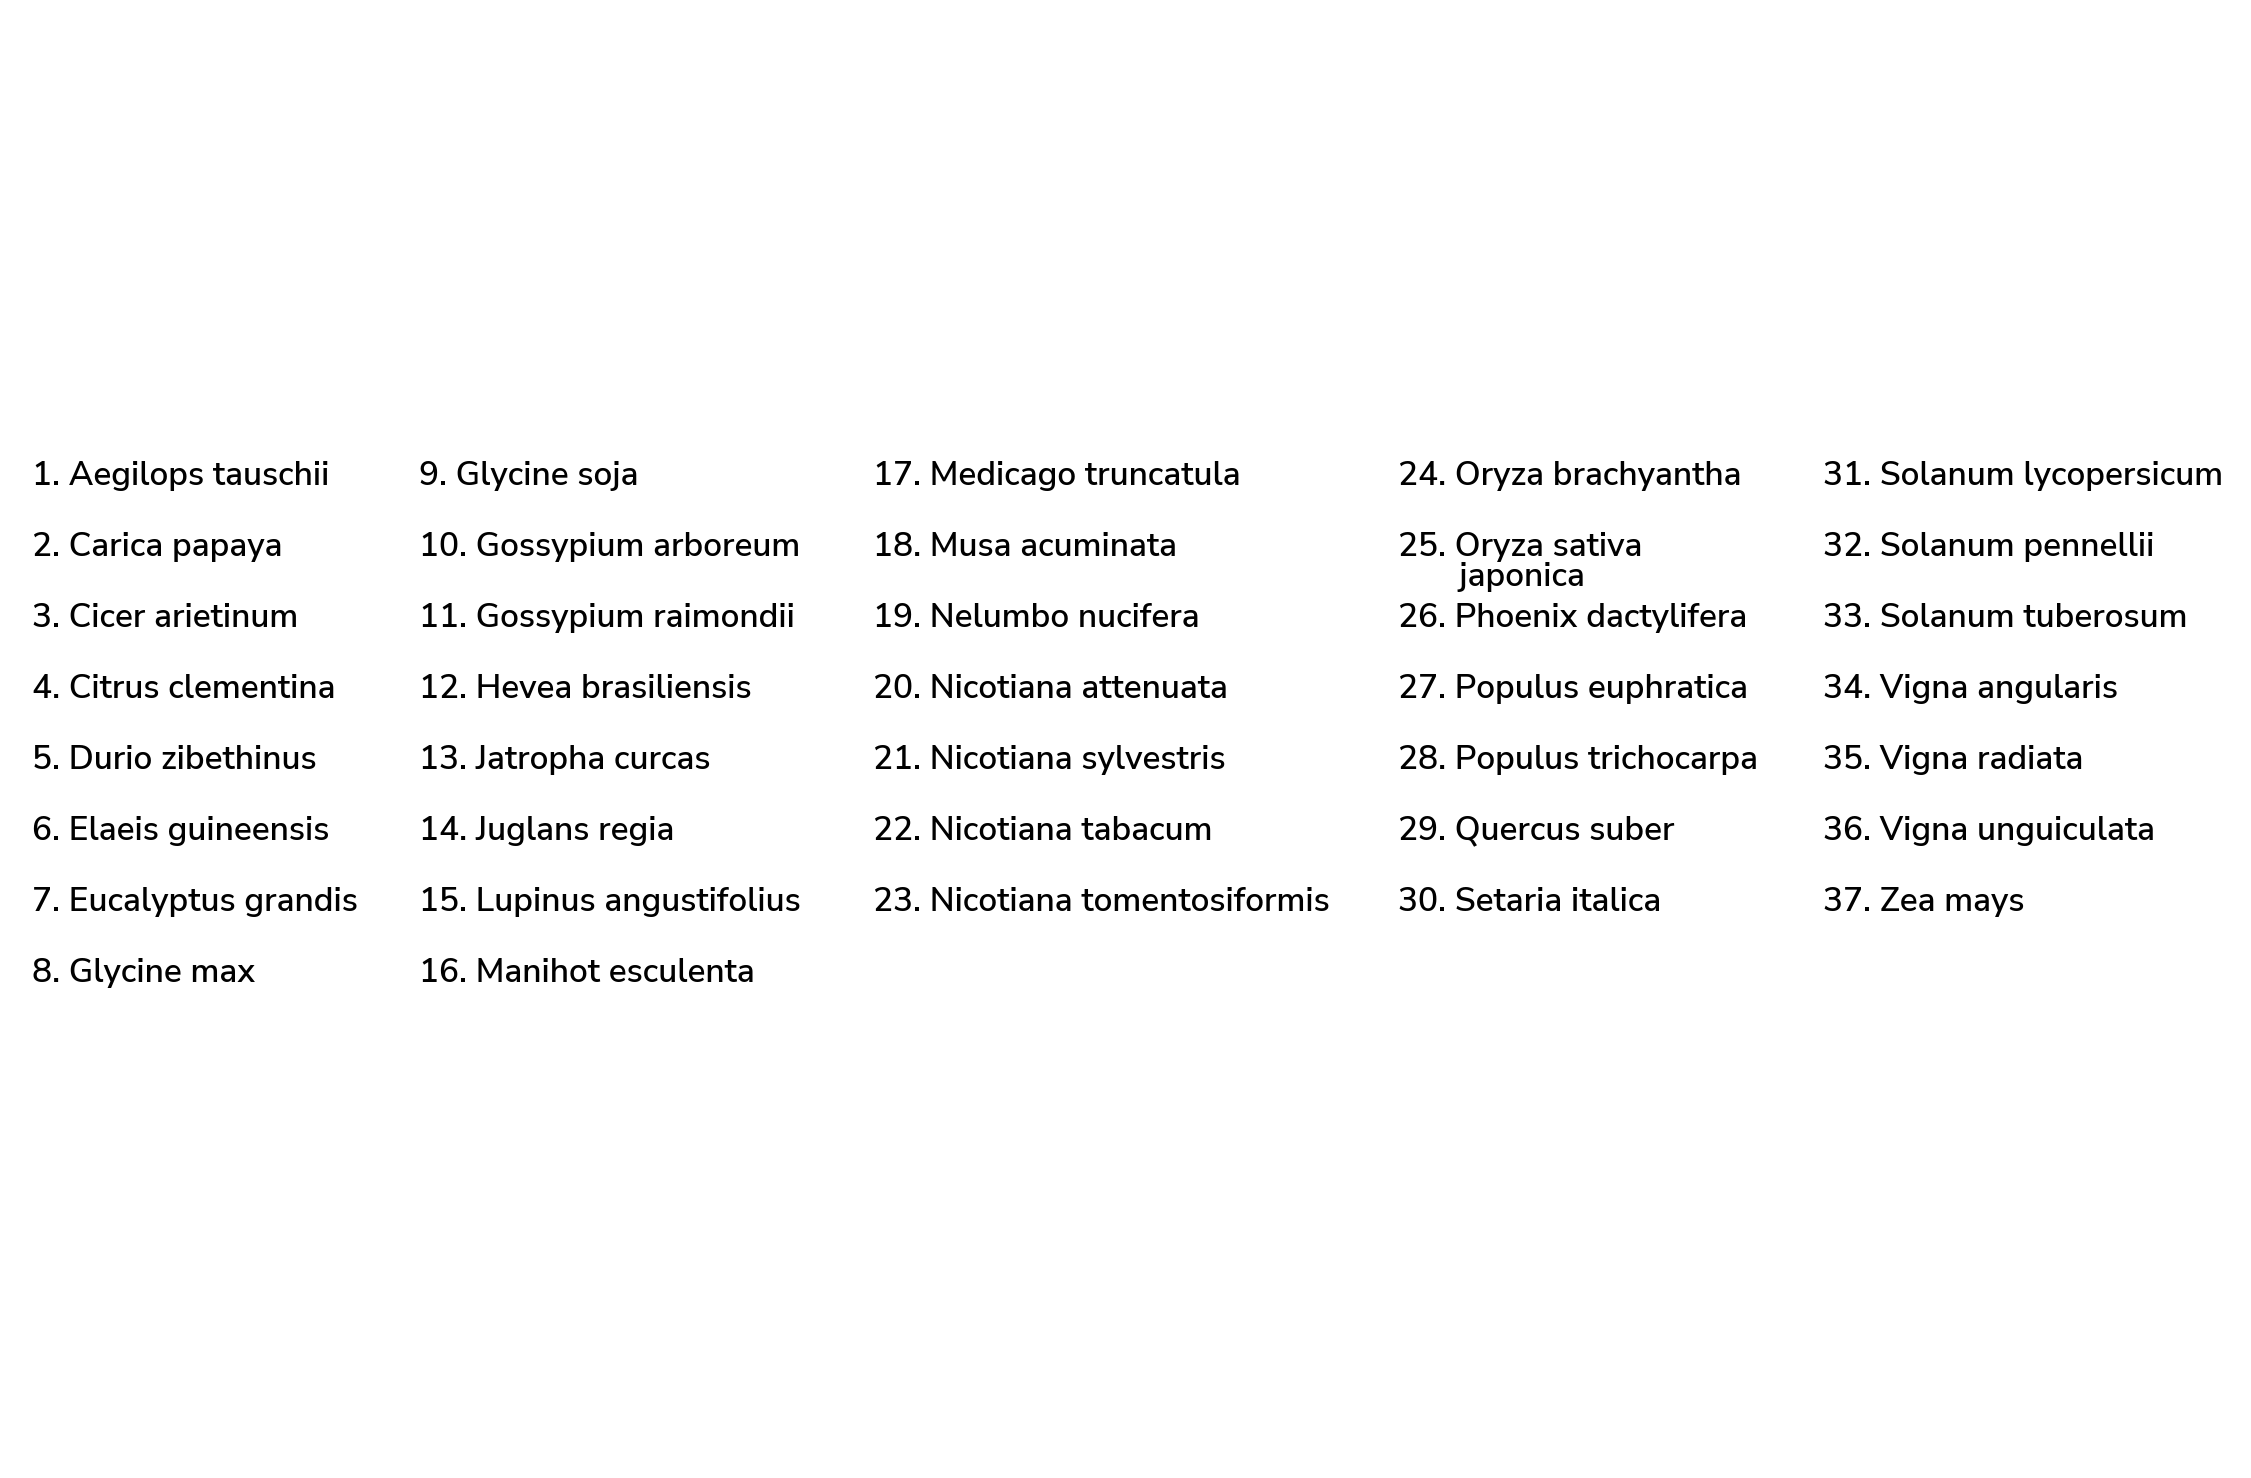 1. Aegilops tauschii
2. Carica papaya
3. Cicer arietinum
4. Citrus clementina
5. Durio zibethinus
6. Elaeis guineensis
7. Eucalyptus grandis
8. Glycine max
9. Glycine soja
10. Gossypium arboreum
11. Gossypium raimondii
12. Hevea brasiliensis
13. Jatropha curcas
14. Juglans regia
15. Lupinus angustifolius
16. Manihot esculenta
17. Medicago truncatula
18. Musa acuminata
19. Nelumbo nucifera
20. Nicotiana attenuata
21. Nicotiana sylvestris
22. Nicotiana tabacum
23. Nicotiana tomentosiformis
24. Oryza brachyantha
25. Oryza sativa
japonica
26. Phoenix dactylifera
27. Populus euphratica
28. Populus trichocarpa
29. Quercus suber
30. Setaria italica
31. Solanum lycopersicum
32. Solanum pennellii
33. Solanum tuberosum
34. Vigna angularis
35. Vigna radiata
36. Vigna unguiculata
37. Zea mays